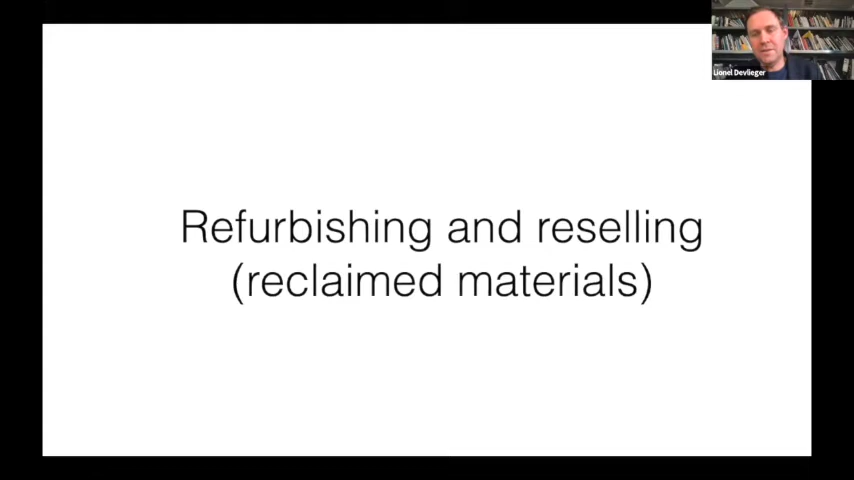 Lionel Devlieger
Refurbishing and reselling
(reclaimed materials)